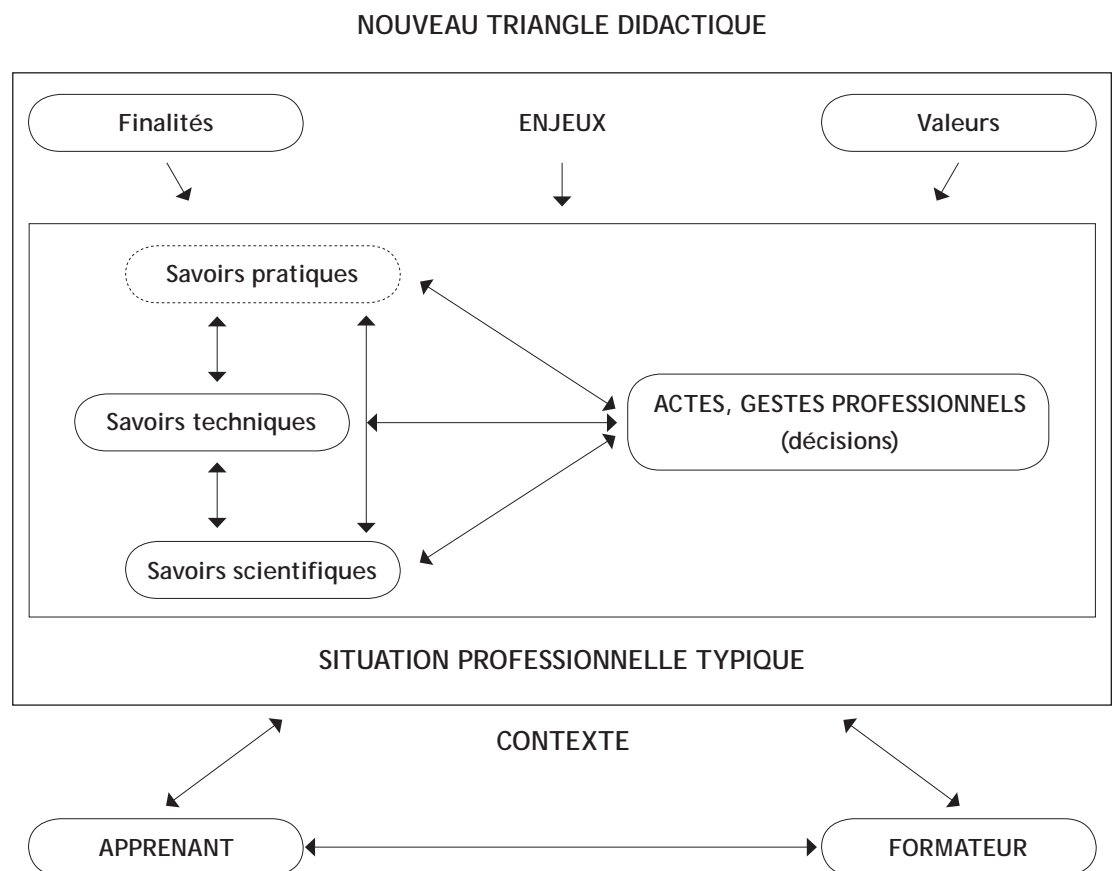 NOUVEAU TRIANGLE DIDACTIQUE
Finalités
ENJEUX
Valeurs
Savoirs pratiques
Savoirs techniques
ACTES, GESTES PROFESSIONNELS
(décisions)
Savoirs scientifiques
SITUATION PROFESSIONNELLE TYPIQUE
CONTEXTE
APPRENANT
FORMATEUR